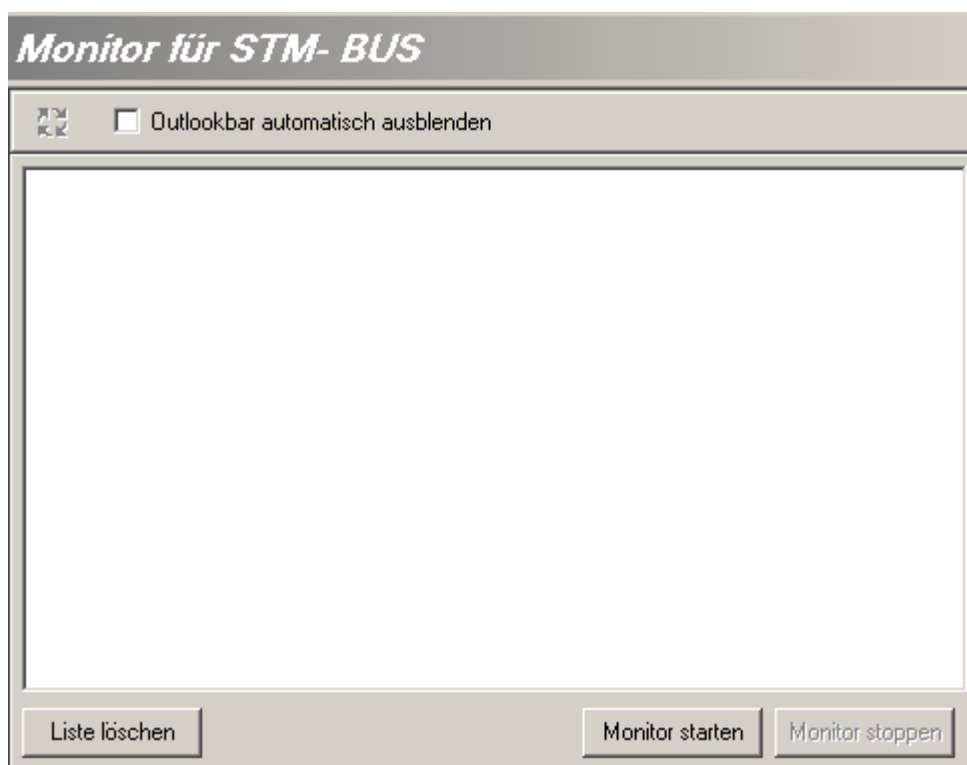 Monitor für STM- BUS
Outlookbar automatisch ausblenden
Liste löschen
Monitor starten
Monitor stoppen